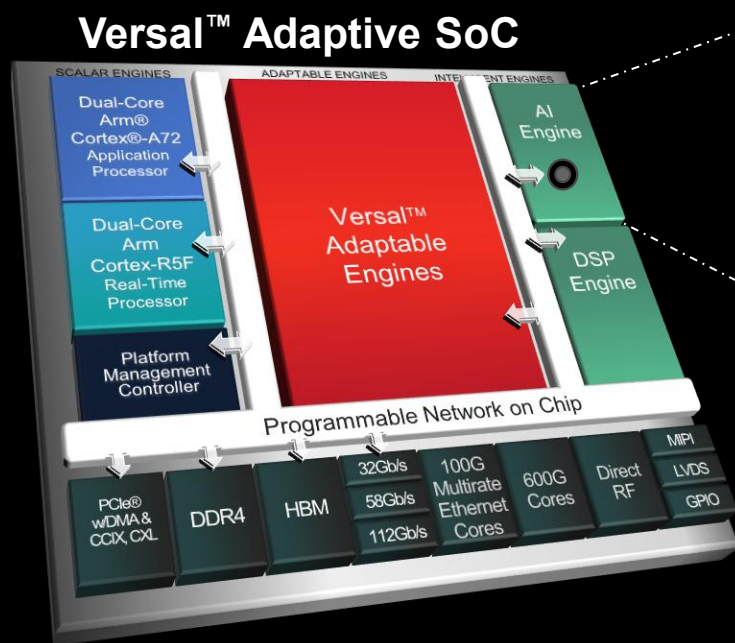 Versal™ Adaptive SoC
SCALAR ENGINES
ADAPTABLE ENGINES
INTELLIGENT ENGINES
Dual-Core
Arm®
Cortex®-A72
Application
Processor
Dual-Core
Arm
Cortex-R5F
Real-Time
Processor
Platform
Management
Controller
Versal™
Adaptable
Engines
AI
Engine
DSP
Engine
Programmable Network on Chip
PCIe®
w/DMA &
CCIX, CXL
DDR4
HBM
32Gb/s
58Gb/s
112Gb/s
100G
Multirate
Ethernet
Cores
600G
Cores
Direct
RF
MIPI
LVDS
GPIO